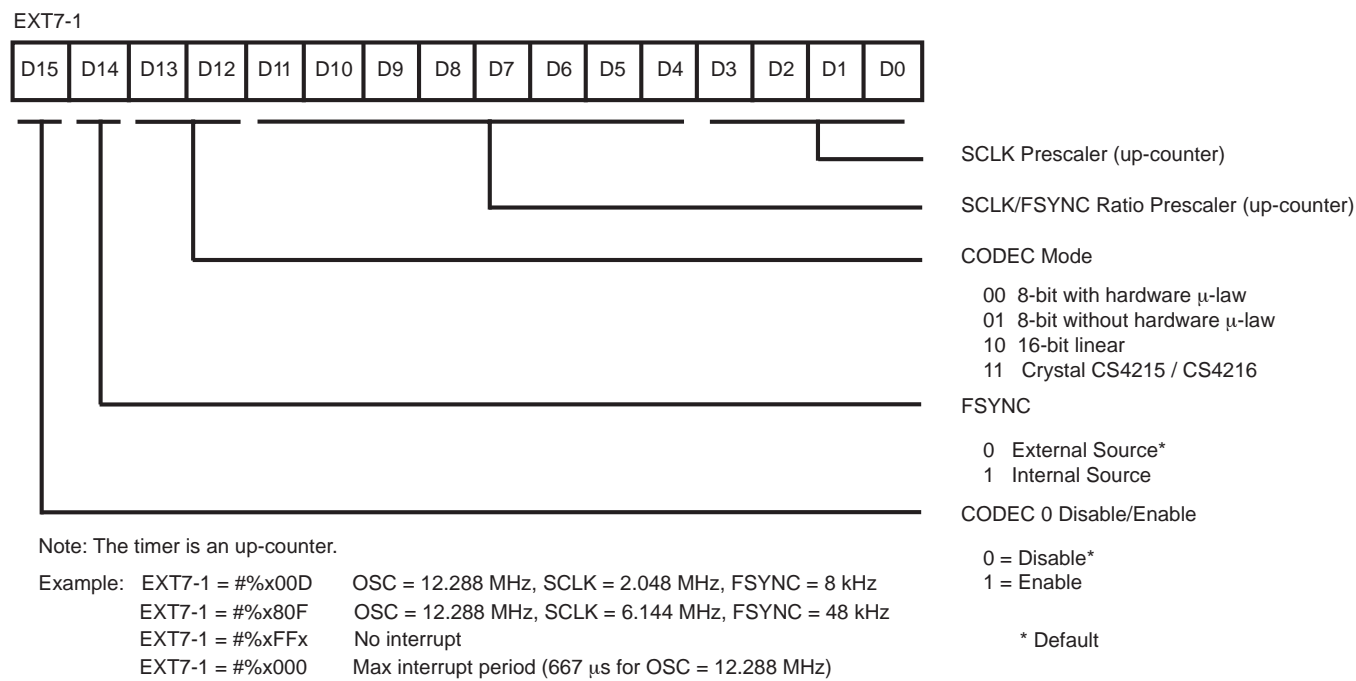 EXT7-1
D15 D14 D13 D12 D11 D10 D9 D8 D7 D6 D5 D4 D3 D2 D1 D0
SCLK Prescaler (up-counter)
SCLK/FSYNC Ratio Prescaler (up-counter)
CODEC Mode
00 8-bit with hardware μ-law
01 8-bit without hardware μ-law
10 16-bit linear
11 Crystal CS4215 / CS4216
FSYNC
0 External Source*
1 Internal Source
CODEC 0 Disable/Enable
0 = Disable*
1 = Enable
* Default
Note: The timer is an up-counter.
Example: EXT7-1 = #%x00D OSC = 12.288 MHz, SCLK = 2.048 MHz, FSYNC = 8 kHz
EXT7-1 = #%x80F OSC = 12.288 MHz, SCLK = 6.144 MHz, FSYNC = 48 kHz
EXT7-1 = #%xFFx No interrupt
EXT7-1 = #%x000 Max interrupt period (667 μs for OSC = 12.288 MHz)